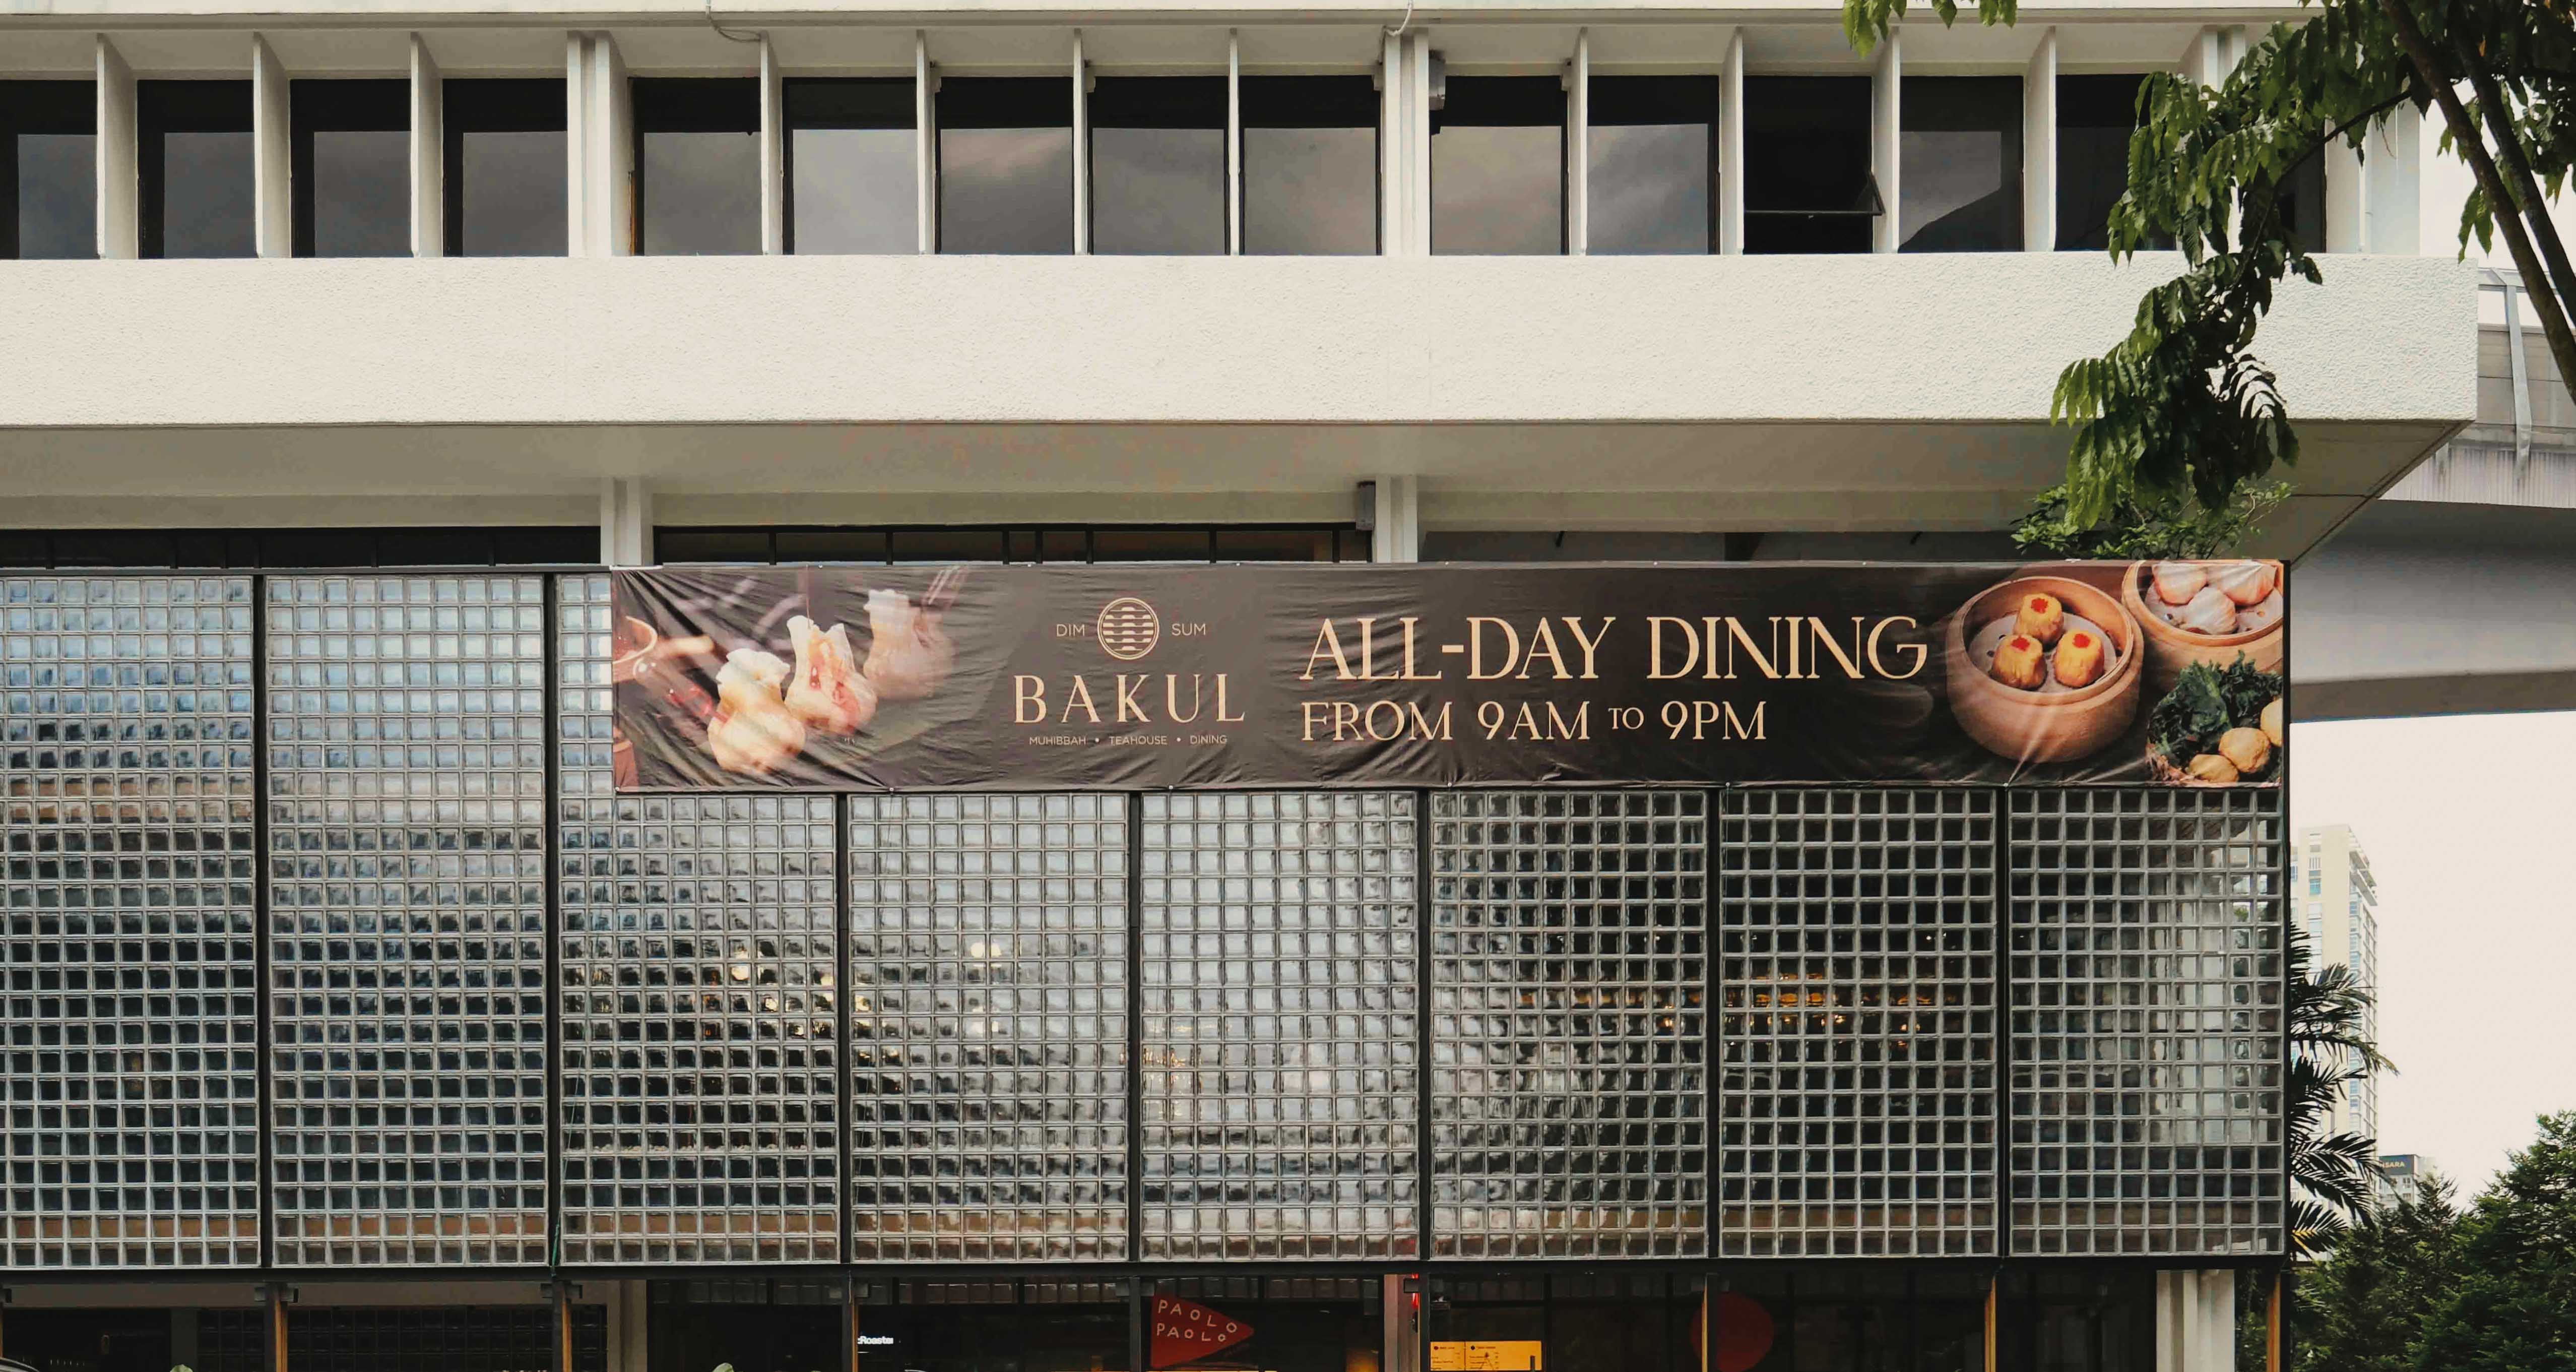 DIM SUM
BAKUL
MUHIBBAH • TEAHOUSE • DINING
ALL-DAY DINING
FROM 9AM TO 9PM
PAOLO
PAOLO